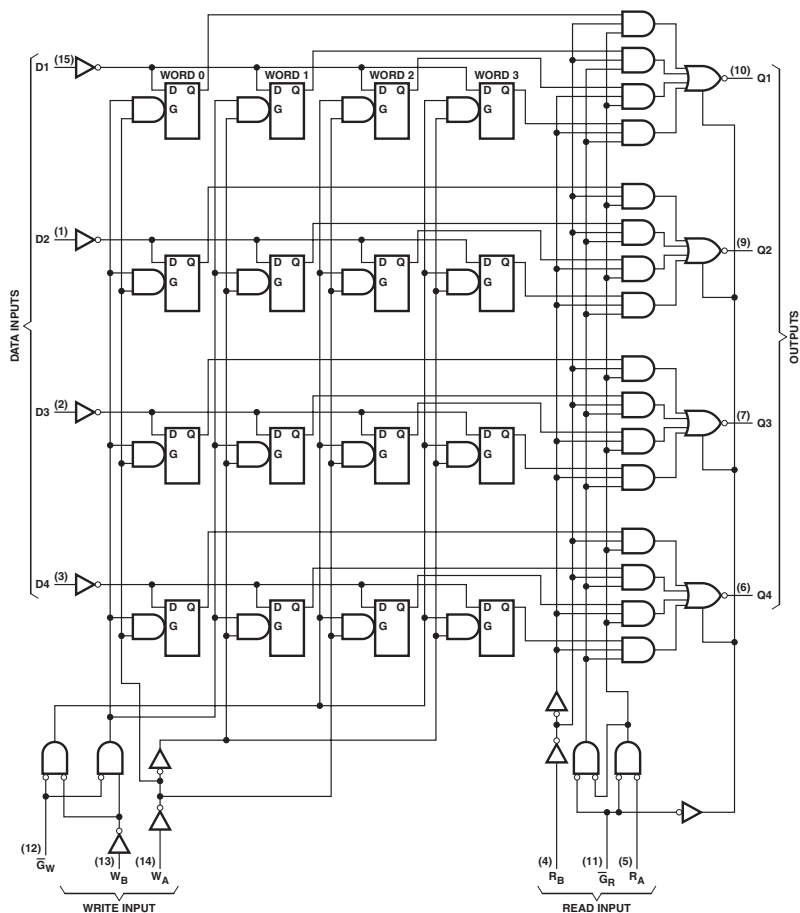 D1 (15)
WORD 0 WORD 1 WORD 2 WORD 3
D Q D Q D Q D Q
G G G G
(10) Q1
D2 (1)
D Q D Q D Q D Q
G G G G
(9) Q2
DATA INPUTS
OUTPUTS
D3 (2)
D Q D Q D Q D Q
G G G G
(7) Q3
D4 (3)
D Q D Q D Q D Q
G G G G
(6) Q4
(12) (13) (14) (4) (11) (5)
G̅W WB WA RB G̅R RA
WRITE INPUT READ INPUT